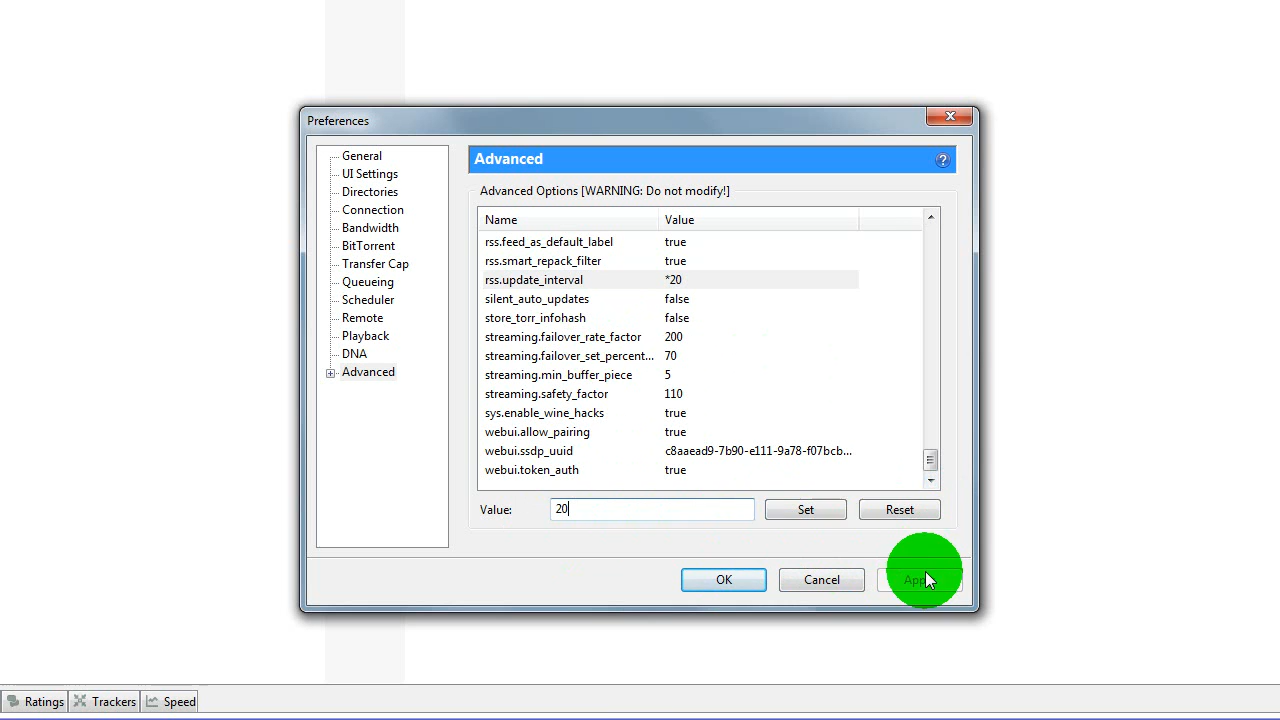 Preferences
General
UI Settings
Directories
Connection
Bandwidth
BitTorrent
Transfer Cap
Queueing
Scheduler
Remote
Playback
DNA
Advanced
Advanced
Advanced Options [WARNING: Do not modify!]
Name Value
rss.feed_as_default_label true
rss.smart_repack_filter true
rss.update_interval *20
silent_auto_updates false
store_torr_infohash false
streaming.failover_rate_factor 200
streaming.failover_set_percent... 70
streaming.min_buffer_piece 5
streaming.safety_factor 110
sys.enable_wine_hacks true
webui.allow_pairing true
webui.ssdp_uuid c8aaead9-7b90-e111-9a78-f07bcb...
webui.token_auth true
Value: 20 Set Reset
OK Cancel
Ratings Trackers Speed